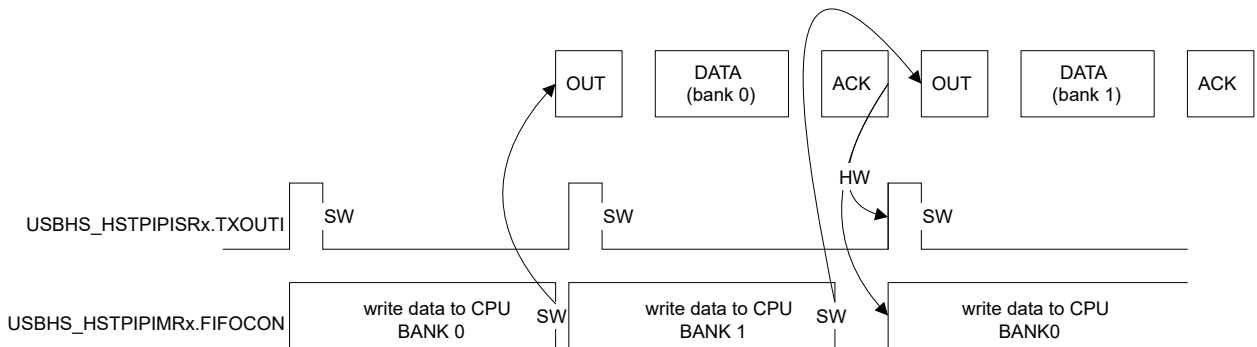 OUT
DATA
(bank 0)
ACK
OUT
DATA
(bank 1)
ACK
HW
USBHS_HSTPIPISRx.TXOUTI
SW
SW
SW
USBHS_HSTPIPIMRx.FIFOCON
write data to CPU
BANK 0
SW
write data to CPU
BANK 1
SW
write data to CPU
BANK0